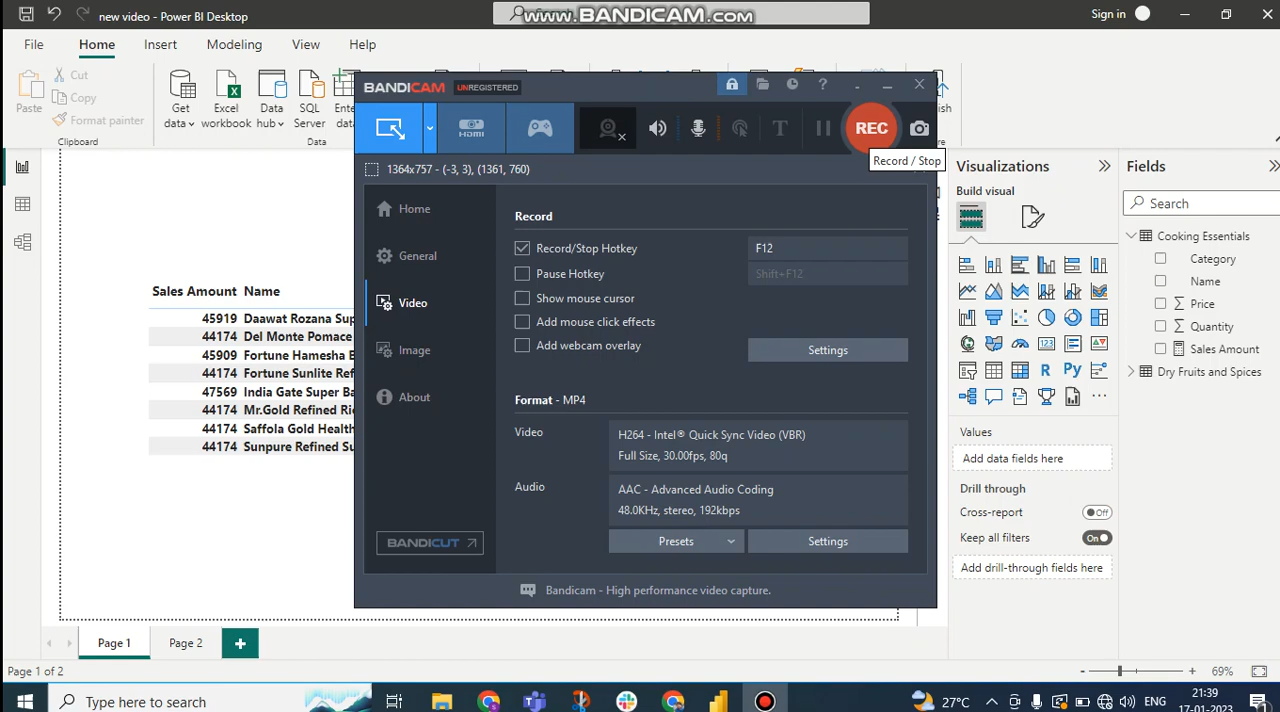 new video - Power BI Desktop
www.BANDICAM.com
Sign in
File
Home
Insert
Modeling
View
Help
Paste
Cut
Copy
Format painter
Clipboard
Get
data
Excel
workbook
Data
hub
SQL
Server
Data
BANDICAM
UNREGISTERED
HDMI
T
REC
Record / Stop
1364x757 - (-3, 3), (1361, 760)
Home
General
Video
Image
About
BANDICUT
Record
Record/Stop Hotkey
F12
Pause Hotkey
Shift+F12
Show mouse cursor
Add mouse click effects
Add webcam overlay
Settings
Format - MP4
Video
H264 - Intel® Quick Sync Video (VBR)
Full Size, 30.00fps, 80q
Audio
AAC - Advanced Audio Coding
48.0KHz, stereo, 192kbps
Presets
Settings
Bandicam - High performance video capture.
Sales Amount Name
45919 Daawat Rozana
44174 Del Monte Pomace
45909 Fortune Hamesha
44174 Fortune Sunlite
47569 India Gate Super
44174 Mr.Gold Refined
44174 Saffola Gold
44174 Sunpure Refined
Visualizations
Build visual
R
Py
123
Values
Add data fields here
Drill through
Cross-report
Off
Keep all filters
On
Add drill-through fields here
Fields
Search
Cooking Essentials
Category
Name
Price
Quantity
Sales Amount
Dry Fruits and Spices
Page 1
Page 2
Page 1 of 2
69%
Type here to search
27°C
ENG
21:39
17-01-2023